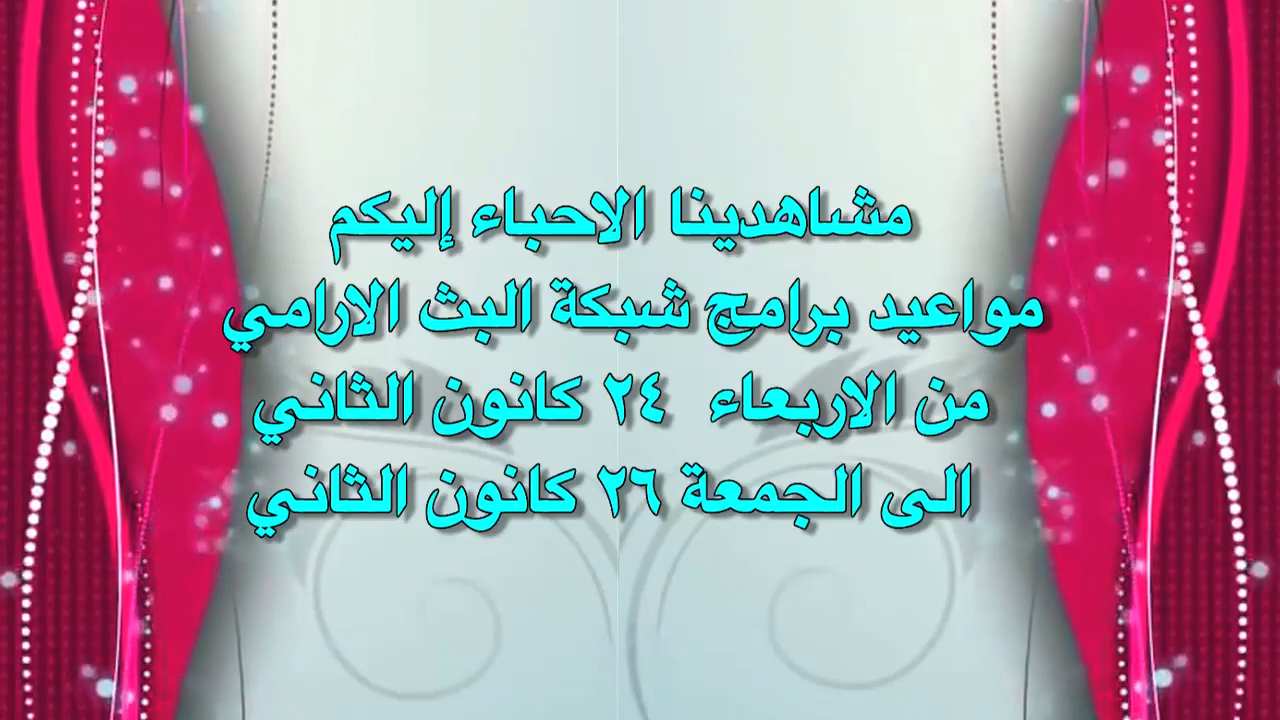 مشاهدينا الاحباء إليكم
مواعيد برامج شبكة البث الارامي
من الاربعاء ٢٤ كانون الثاني
الى الجمعة ٢٦ كانون الثاني